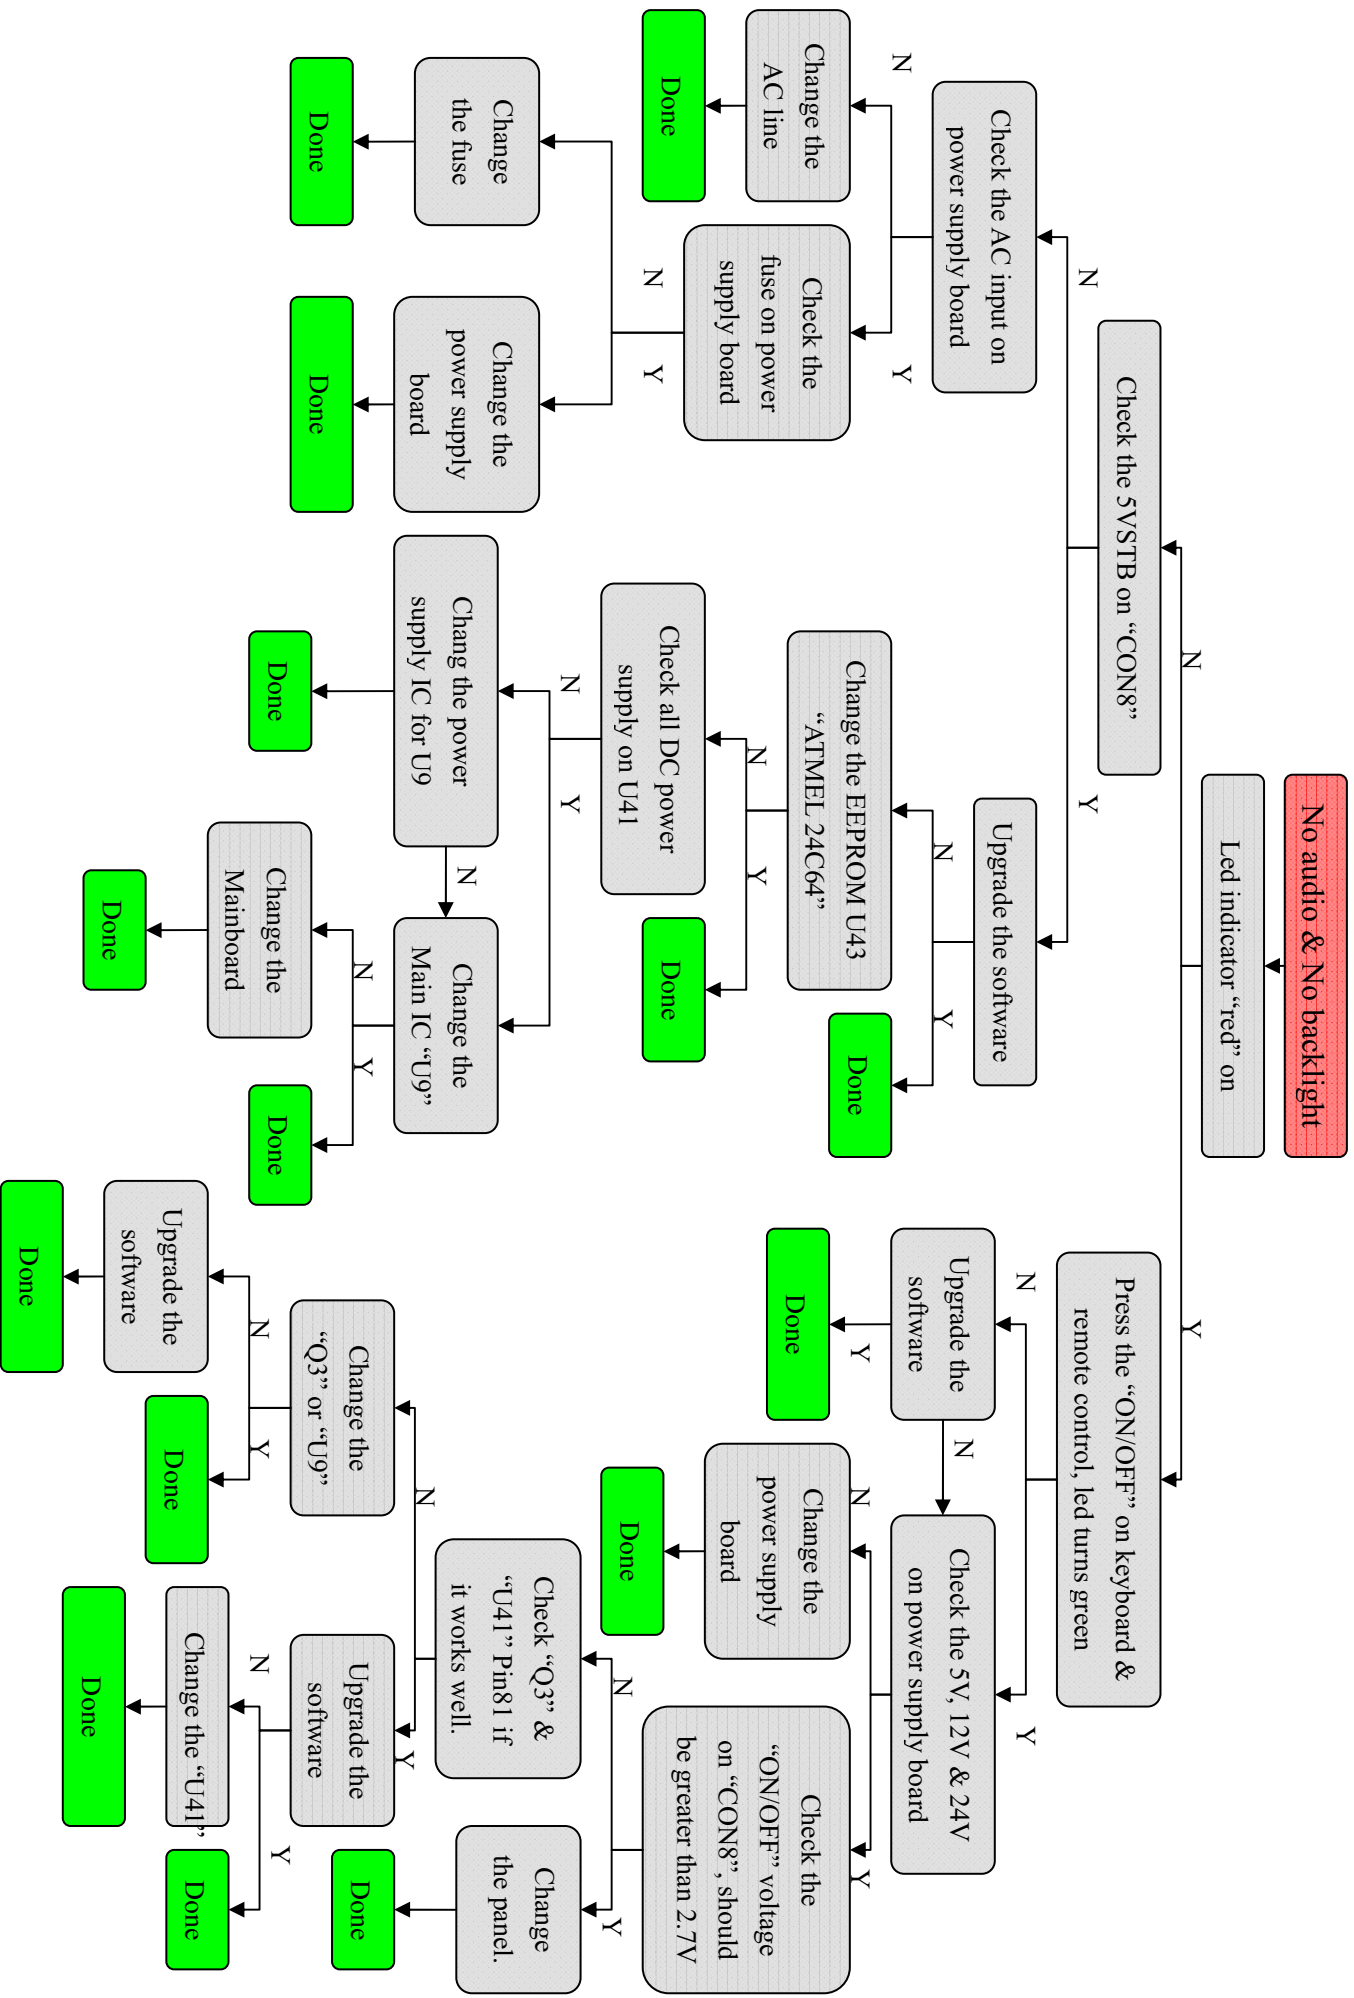 No audio & No backlight
Led indicator “red” on
N
Y
Check the 5VSTB on “CON8”
Press the “ON/OFF” on keyboard &
remote control, led turns green
N
Y
N
Y
Check the AC input on
power supply board
Upgrade the software
Upgrade the
software
N
Check the 5V, 12V & 24V
on power supply board
N
Y
N
Y
Y
N
Y
Change the
AC line
Check the
fuse on power
supply board
Change the EEPROM U43
“ATMEL 24C64”
Done
Done
Change the
power supply
board
Check the
“ON/OFF” voltage
on “CON8”, should
be greater than 2.7V
Done
N
Y
N
Y
Check all DC power
supply on U41
Done
Done
N
Y
N
Y
Change
the fuse
Change the
power supply
board
Chang the power
supply IC for U9
N
Change the
Main IC “U9”
Check “Q3” &
“U41” Pin81 if
it works well.
Change
the panel.
N
Y
Done
Done
Done
N
Y
Done
Change the
“Q3” or “U9”
Upgrade the
software
Done
Change the
Mainboard
N
Y
N
Y
Done
Upgrade the
software
Done
Change the “U41”
Done
Done
Done